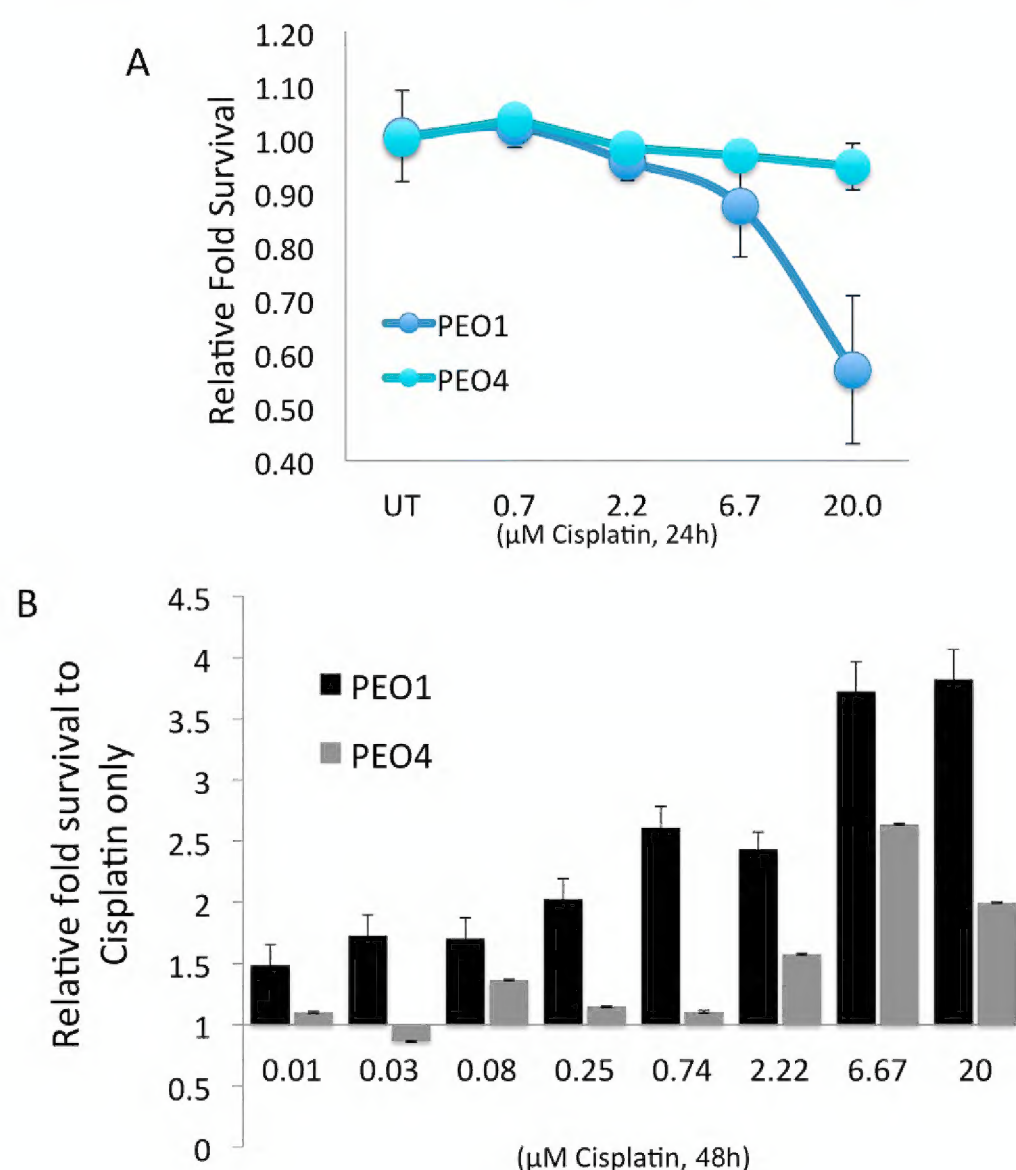 A
Relative Fold Survival
1.20
1.10
1.00
0.90
0.80
0.70
0.60
0.50
0.40
PEO1
PEO4
UT 0.7 2.2 6.7 20.0
(μM Cisplatin, 24h)
B
Relative fold survival to
Cisplatin only
4.5
4
3.5
3
2.5
2
1.5
1
0.5
0
PEO1
PEO4
0.01 0.03 0.08 0.25 0.74 2.22 6.67 20
(μM Cisplatin, 48h)